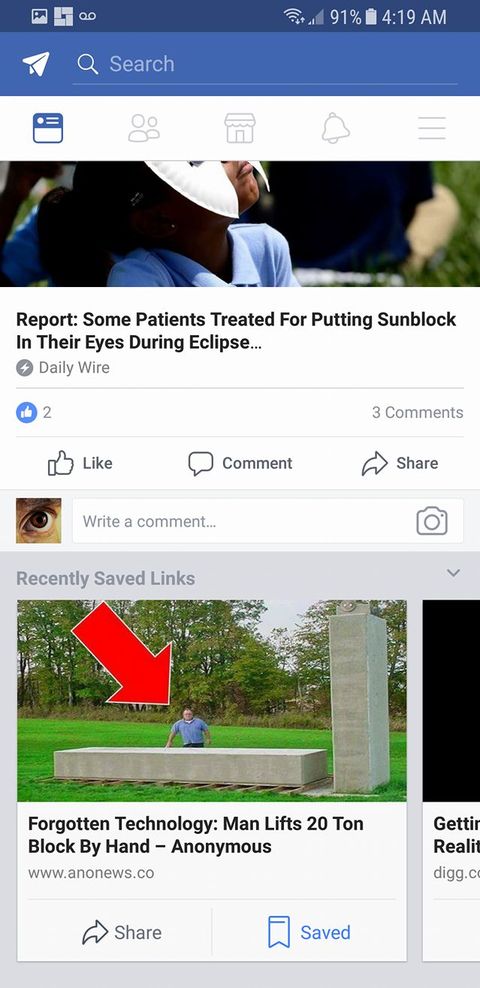 91% 4:19 AM
Search
Report: Some Patients Treated For Putting Sunblock
In Their Eyes During Eclipse...
Daily Wire
2 3 Comments
Like Comment Share
Write a comment...
Recently Saved Links
Forgotten Technology: Man Lifts 20 Ton
Block By Hand – Anonymous
www.anonews.co
Share Saved
Gettin
Realit
digg.co